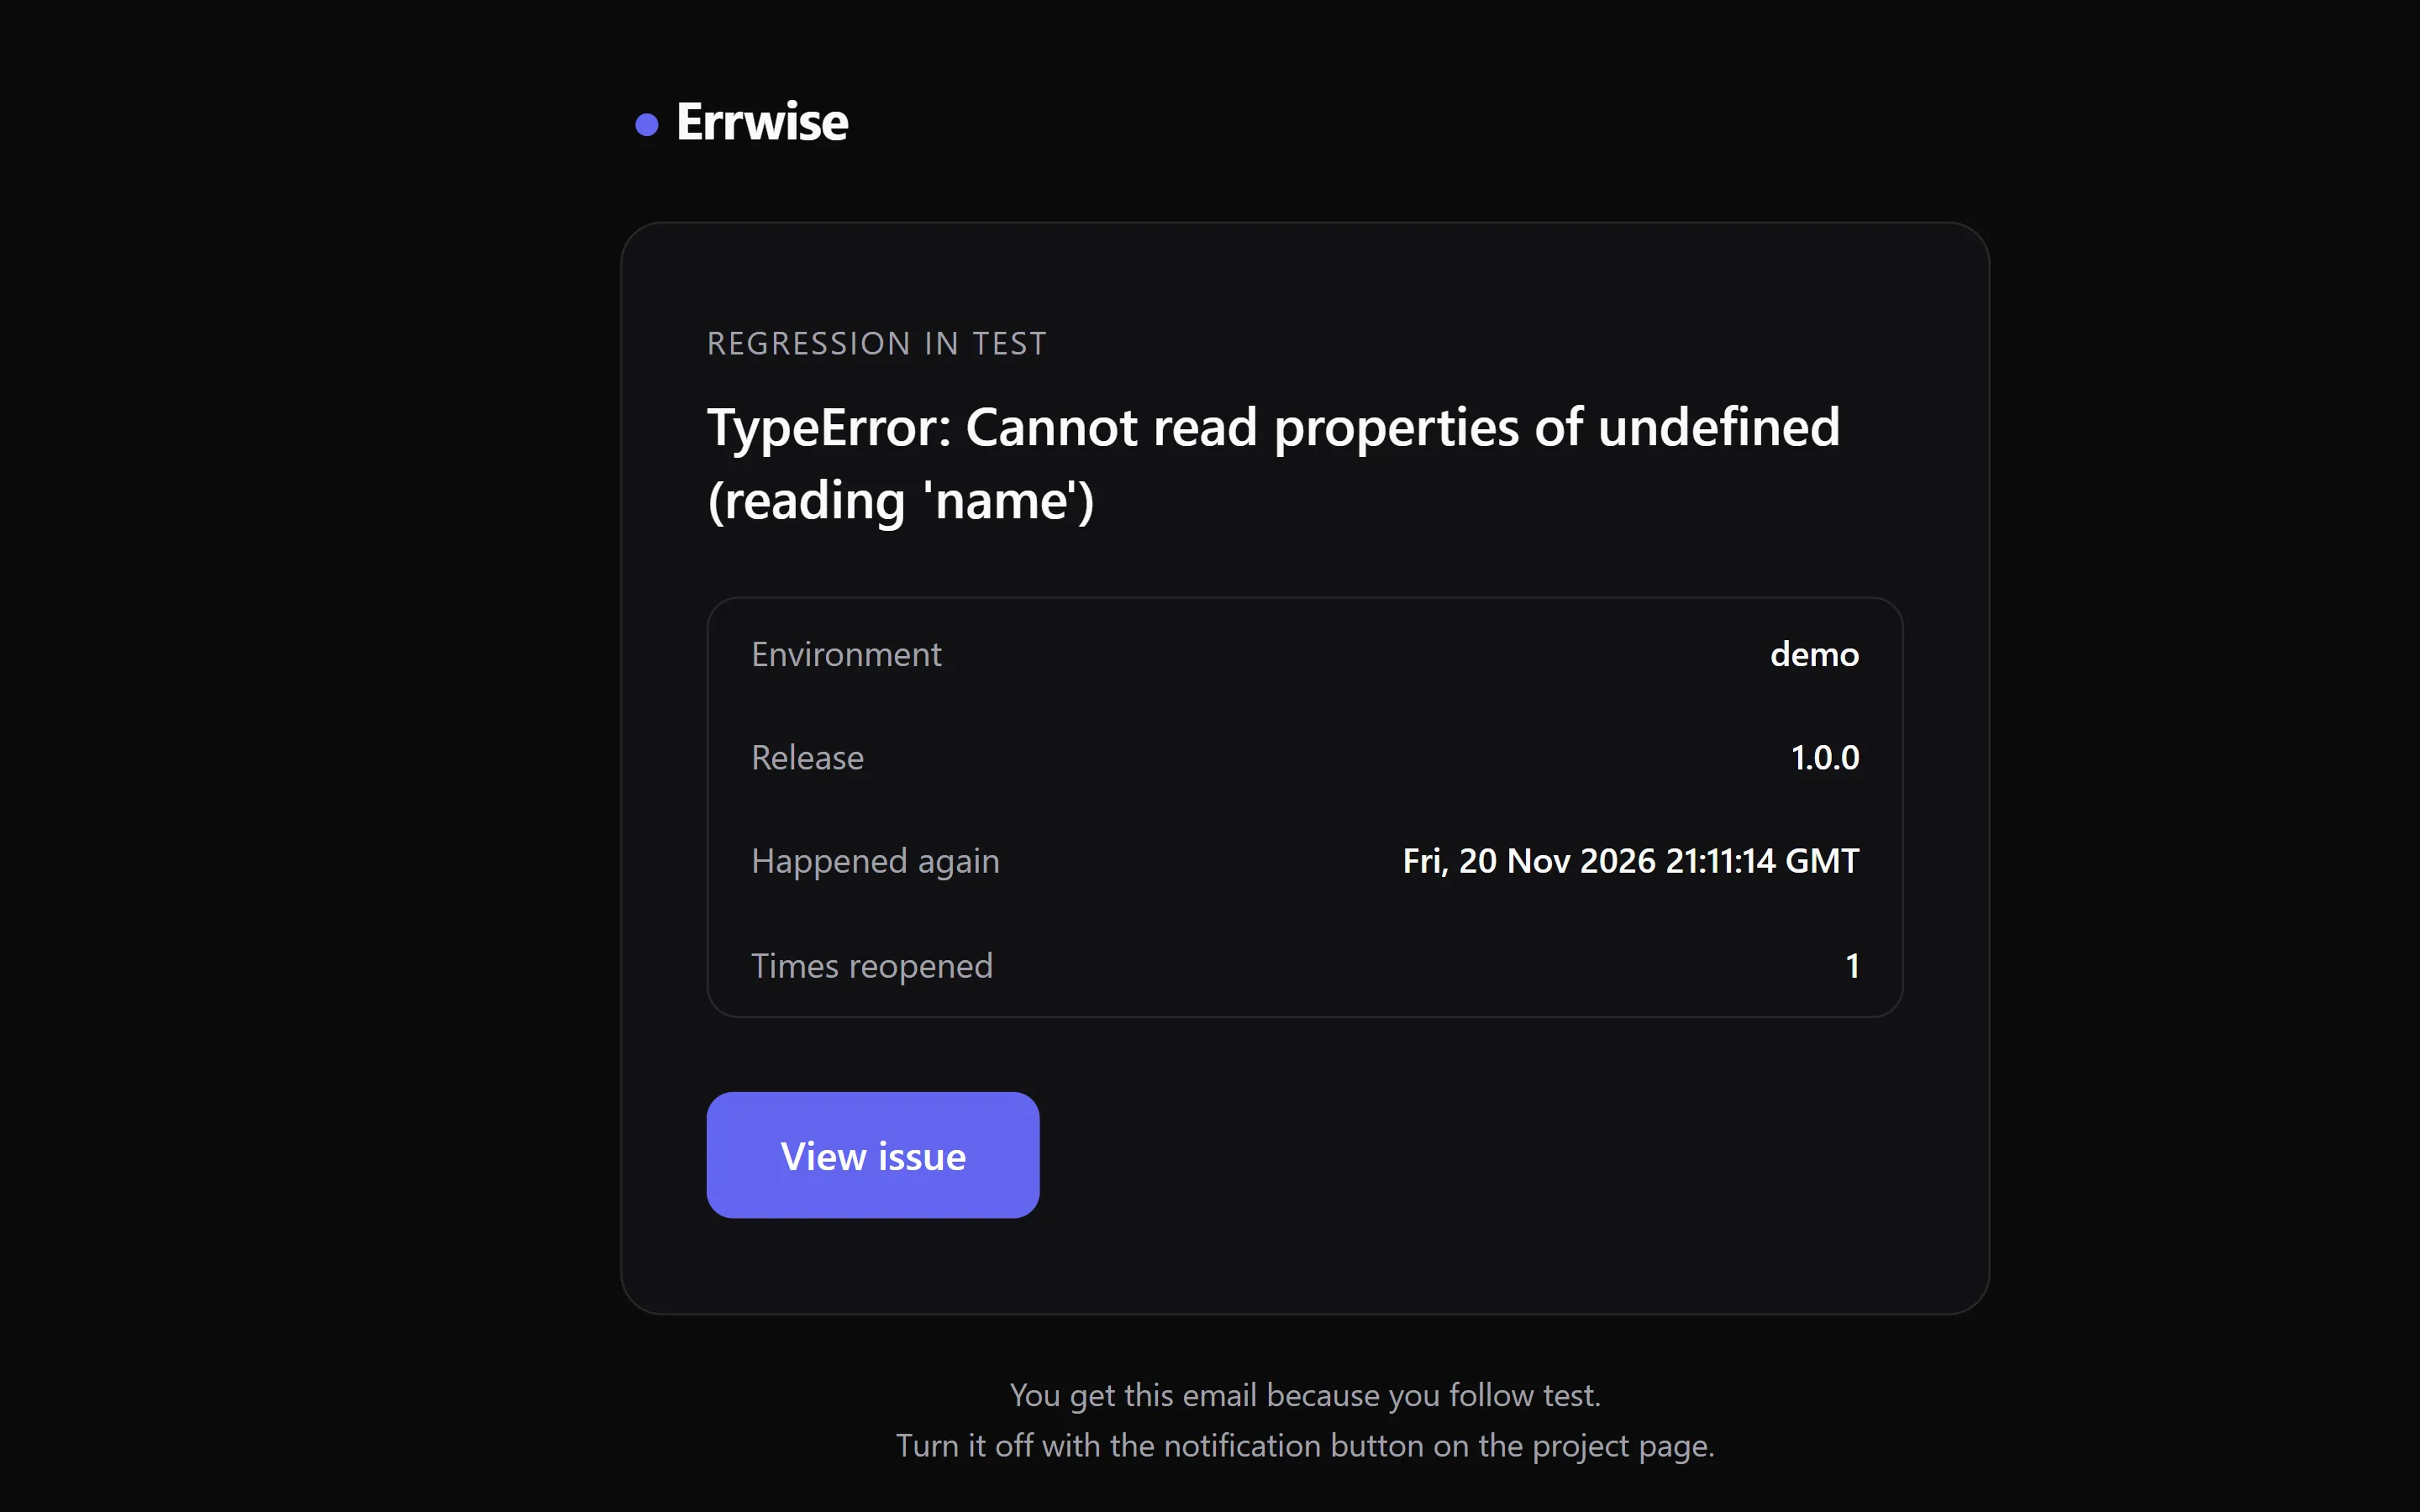 Errwise
REGRESSION IN TEST
TypeError: Cannot read properties of undefined
(reading 'name')
Environment demo
Release 1.0.0
Happened again Fri, 20 Nov 2026 21:11:14 GMT
Times reopened 1
View issue
You get this email because you follow test.
Turn it off with the notification button on the project page.